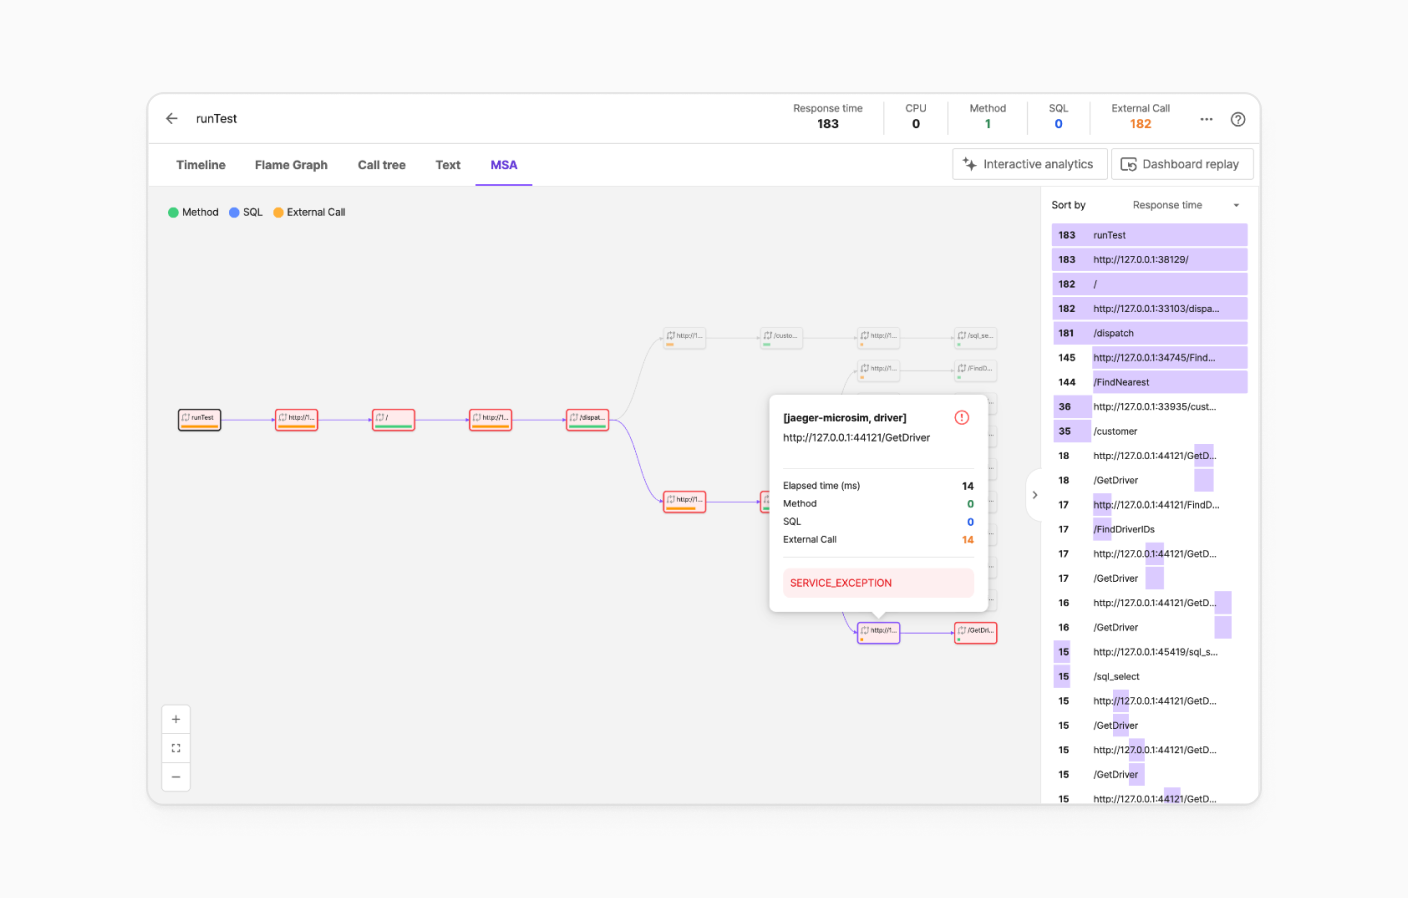 runTest
Response time
183
CPU
0
Method
1
SQL
0
External Call
182
Timeline
Flame Graph
Call tree
Text
MSA
Interactive analytics
Dashboard replay
Method
SQL
External Call
http://1...
/custo...
http://1...
/sql_se...
http://1...
/FindD...
runTest
http://1...
/
http://1...
/dispat...
http://1...
[jaeger-microsim, driver]
http://127.0.0.1:44121/GetDriver
Elapsed time (ms) 14
Method 0
SQL 0
External Call 14
SERVICE_EXCEPTION
http://1...
/GetDri...
Sort by Response time
183 runTest
183 http://127.0.0.1:38129/
182 /
182 http://127.0.0.1:33103/dispa...
181 /dispatch
145 http://127.0.0.1:34745/Find...
144 /FindNearest
36 http://127.0.0.1:33935/cust...
35 /customer
18 http://127.0.0.1:44121/GetD...
18 /GetDriver
17 http://127.0.0.1:44121/FindD...
17 /FindDriverIDs
17 http://127.0.0.1:44121/GetD...
17 /GetDriver
16 http://127.0.0.1:44121/GetD...
16 /GetDriver
15 http://127.0.0.1:45419/sql_s...
15 /sql_select
15 http://127.0.0.1:44121/GetD...
15 /GetDriver
15 http://127.0.0.1:44121/GetD...
15 /GetDriver
15 http://127.0.0.1:44121/GetD...